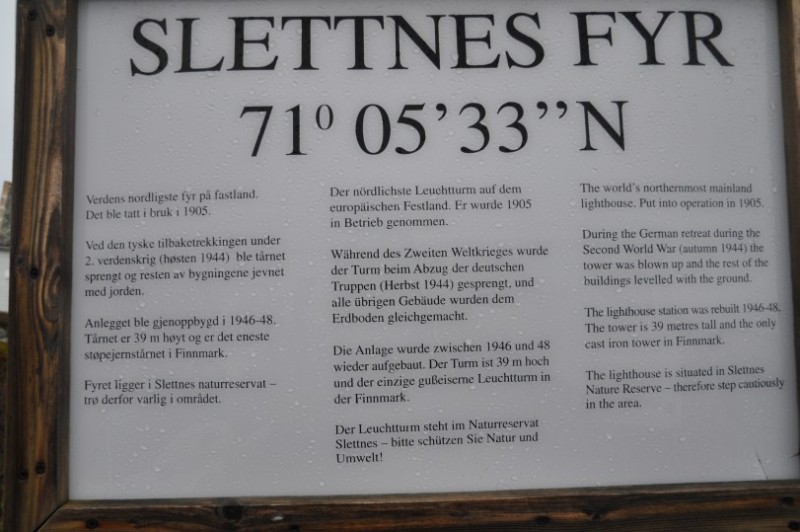 SLETTNES FYR
71⁰ 05’33’’N
Verdens nordligste fyr på fastland.
Det ble tatt i bruk i 1905.
Ved den tyske tilbaketrekkingen under
2. verdenskrig (høsten 1944) ble tårnet
sprengt og resten av bygningene jevnet
med jorden.
Anlegget ble gjenoppbygd i 1946-48.
Tårnet er 39 m høyt og er det eneste
støpejernstårnet i Finnmark.
Fyret ligger i Slettnes naturreservat –
trø derfor varlig i området.
Der nördlichste Leuchtturm auf dem
europäischen Festland. Er wurde 1905
in Betrieb genommen.
Während des Zweiten Weltkrieges wurde
der Turm beim Abzug der deutschen
Truppen (Herbst 1944) gesprengt, und
alle übrigen Gebäude wurden dem
Erdboden gleichgemacht.
Die Anlage wurde zwischen 1946 und 48
wieder aufgebaut. Der Turm ist 39 m hoch
und der einzige gußeiserne Leuchtturm in
der Finnmark.
Der Leuchtturm steht im Naturreservat
Slettnes – bitte schützen Sie Natur und
Umwelt!
The world’s northernmost mainland
lighthouse. Put into operation in 1905.
During the German retreat during the
Second World War (autumn 1944) the
tower was blown up and the rest of the
buildings levelled with the ground.
The lighthouse station was rebuilt 1946-48.
The tower is 39 metres tall and the only
cast iron tower in Finnmark.
The lighthouse is situated in Slettnes
Nature Reserve – therefore step cautiously
in the area.